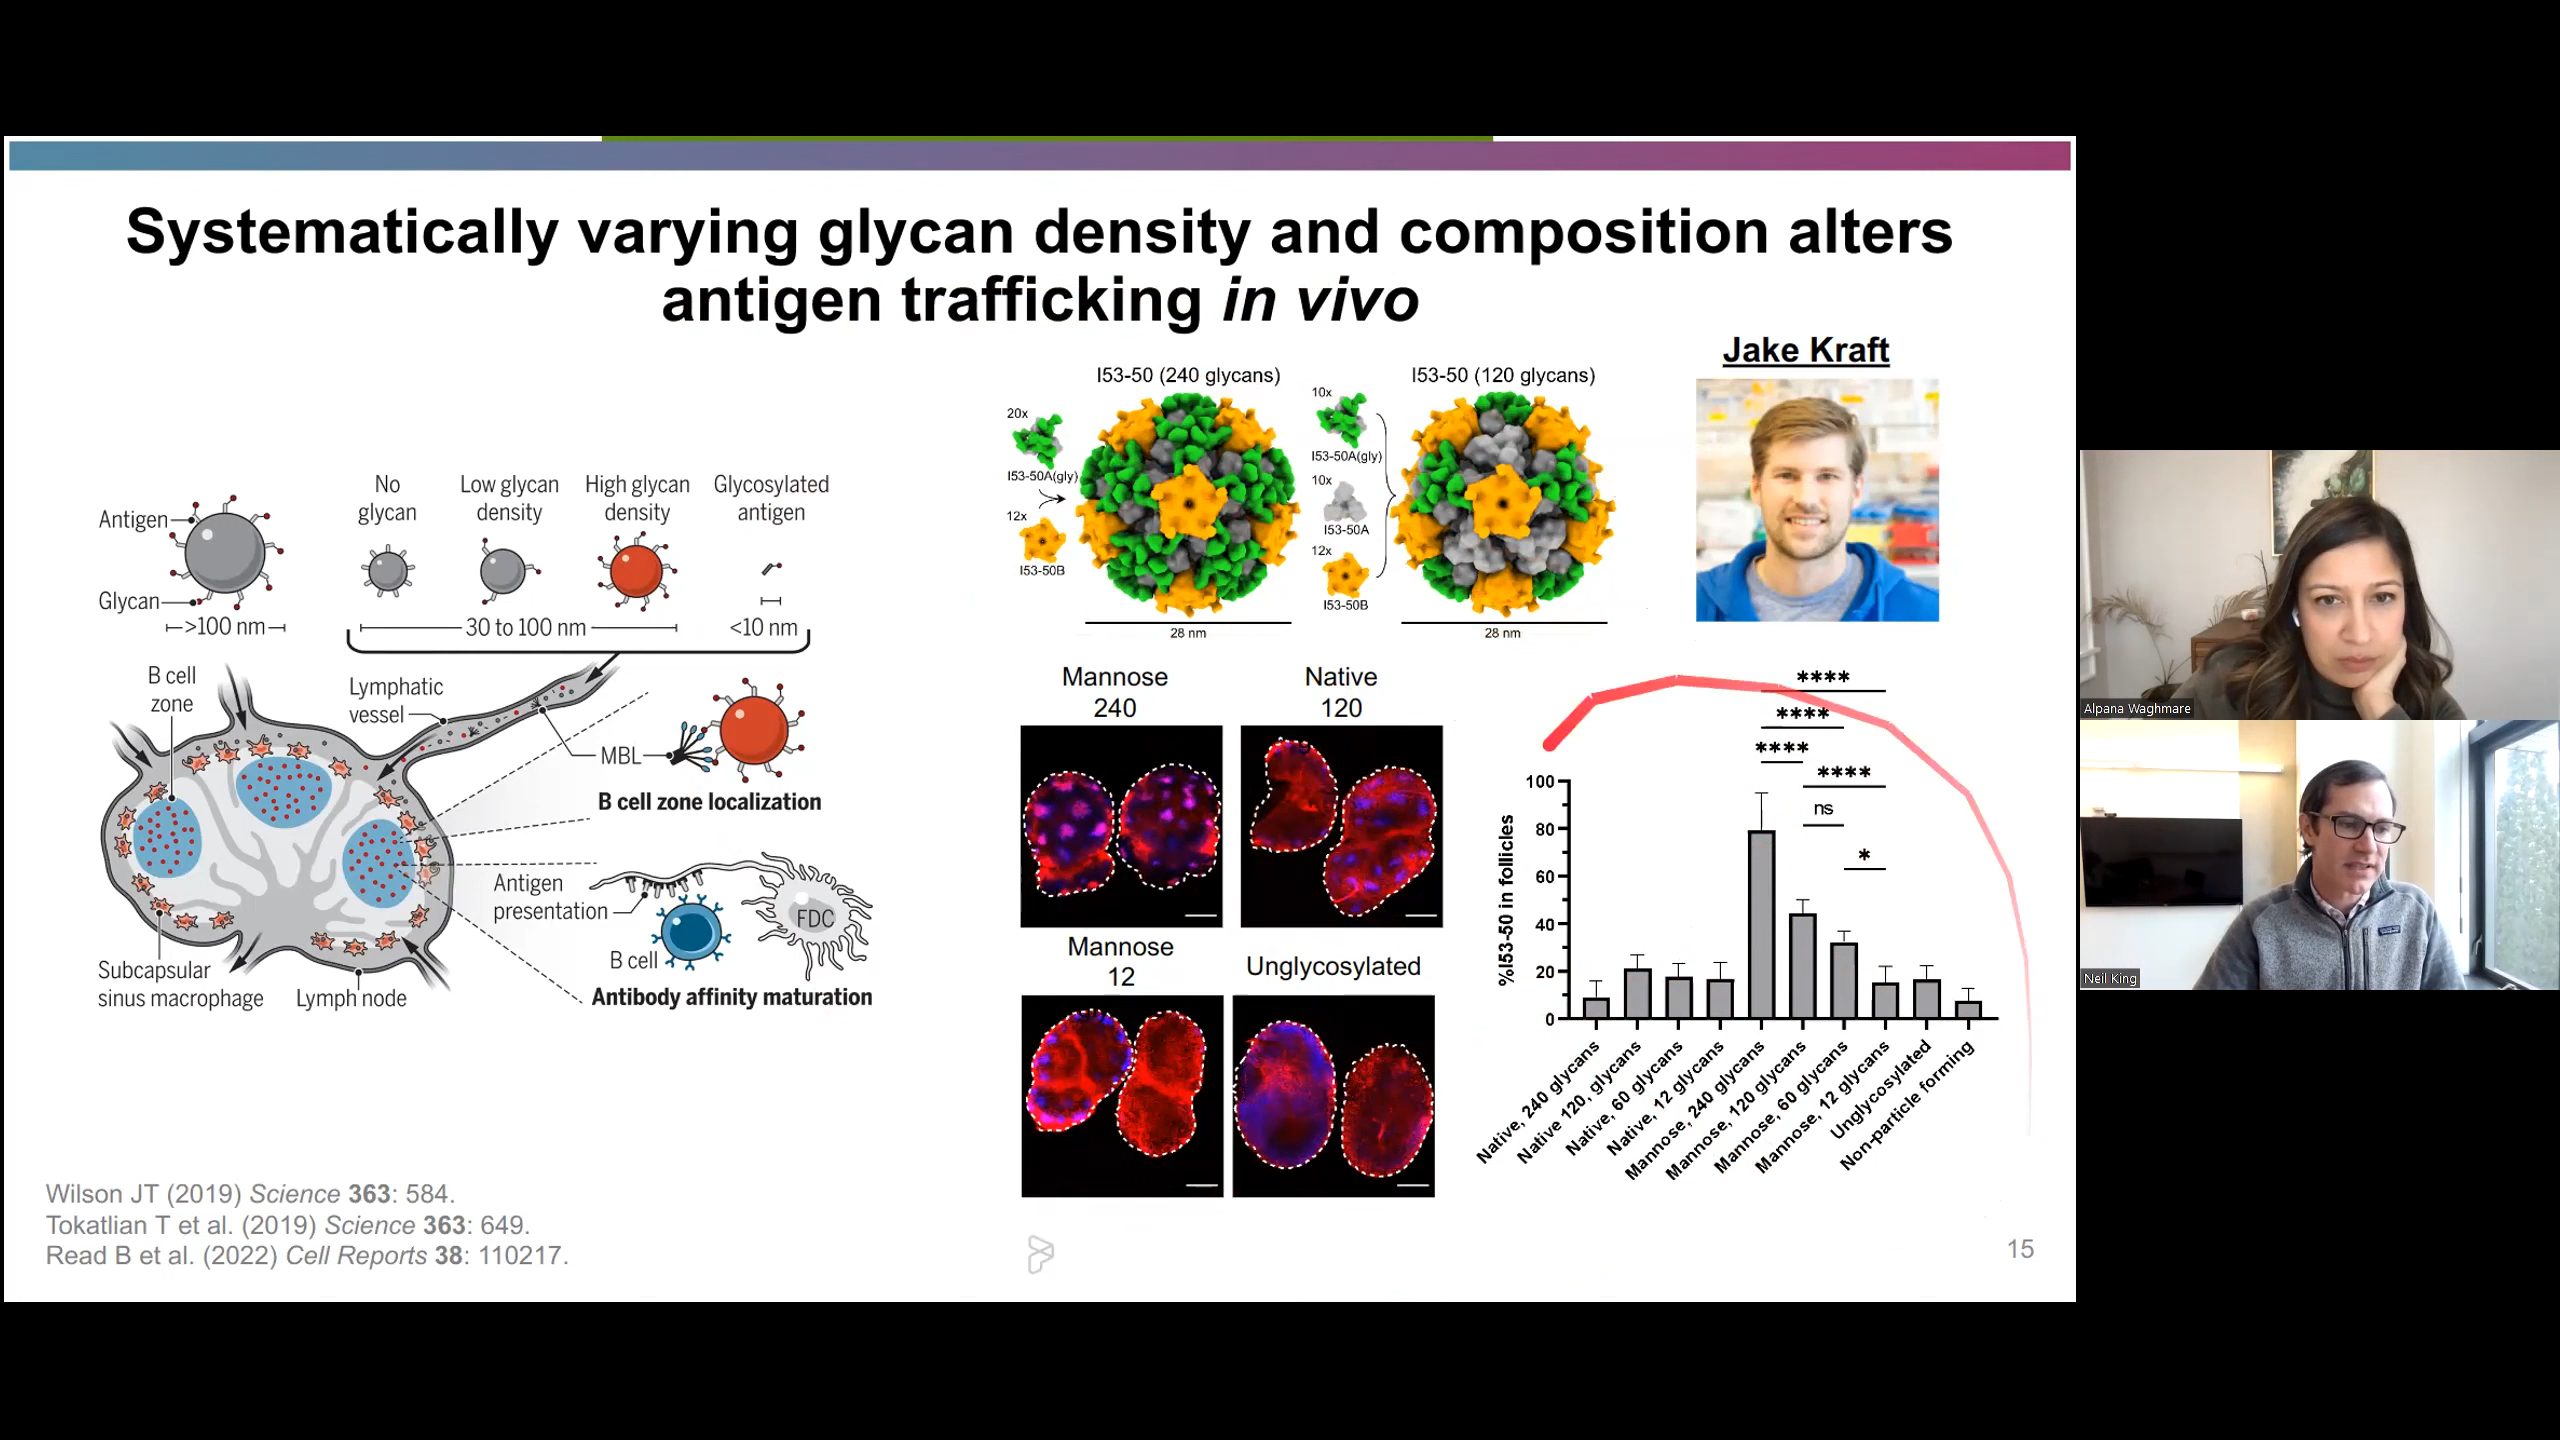 Systematically varying glycan density and composition alters
antigen trafficking in vivo
Antigen
Glycan
>100 nm
No
glycan
Low glycan
density
High glycan
density
Glycosylated
antigen
30 to 100 nm
<10 nm
B cell
zone
Lymphatic
vessel
MBL
B cell zone localization
Antigen
presentation
FDC
B cell
Antibody affinity maturation
Subcapsular
sinus macrophage
Lymph node
I53-50 (240 glycans)
20x
I53-50A(gly)
12x
I53-50B
28 nm
I53-50 (120 glycans)
10x
I53-50A(gly)
10x
I53-50A
12x
I53-50B
28 nm
Jake Kraft
Mannose
240
Native
120
Mannose
12
Unglycosylated
****
****
****
****
ns
*
%I53-50 in follicles
100
80
60
40
20
0
Native, 240 glycans
Native 120, glycans
Native, 60 glycans
Native, 12 glycans
Mannose, 240 glycans
Mannose, 120 glycans
Mannose, 60 glycans
Mannose, 12 glycans
Unglycosylated
Non-particle forming
Wilson JT (2019) Science 363: 584.
Tokatlian T et al. (2019) Science 363: 649.
Read B et al. (2022) Cell Reports 38: 110217.
15
Alpana Waghmare
Neil King